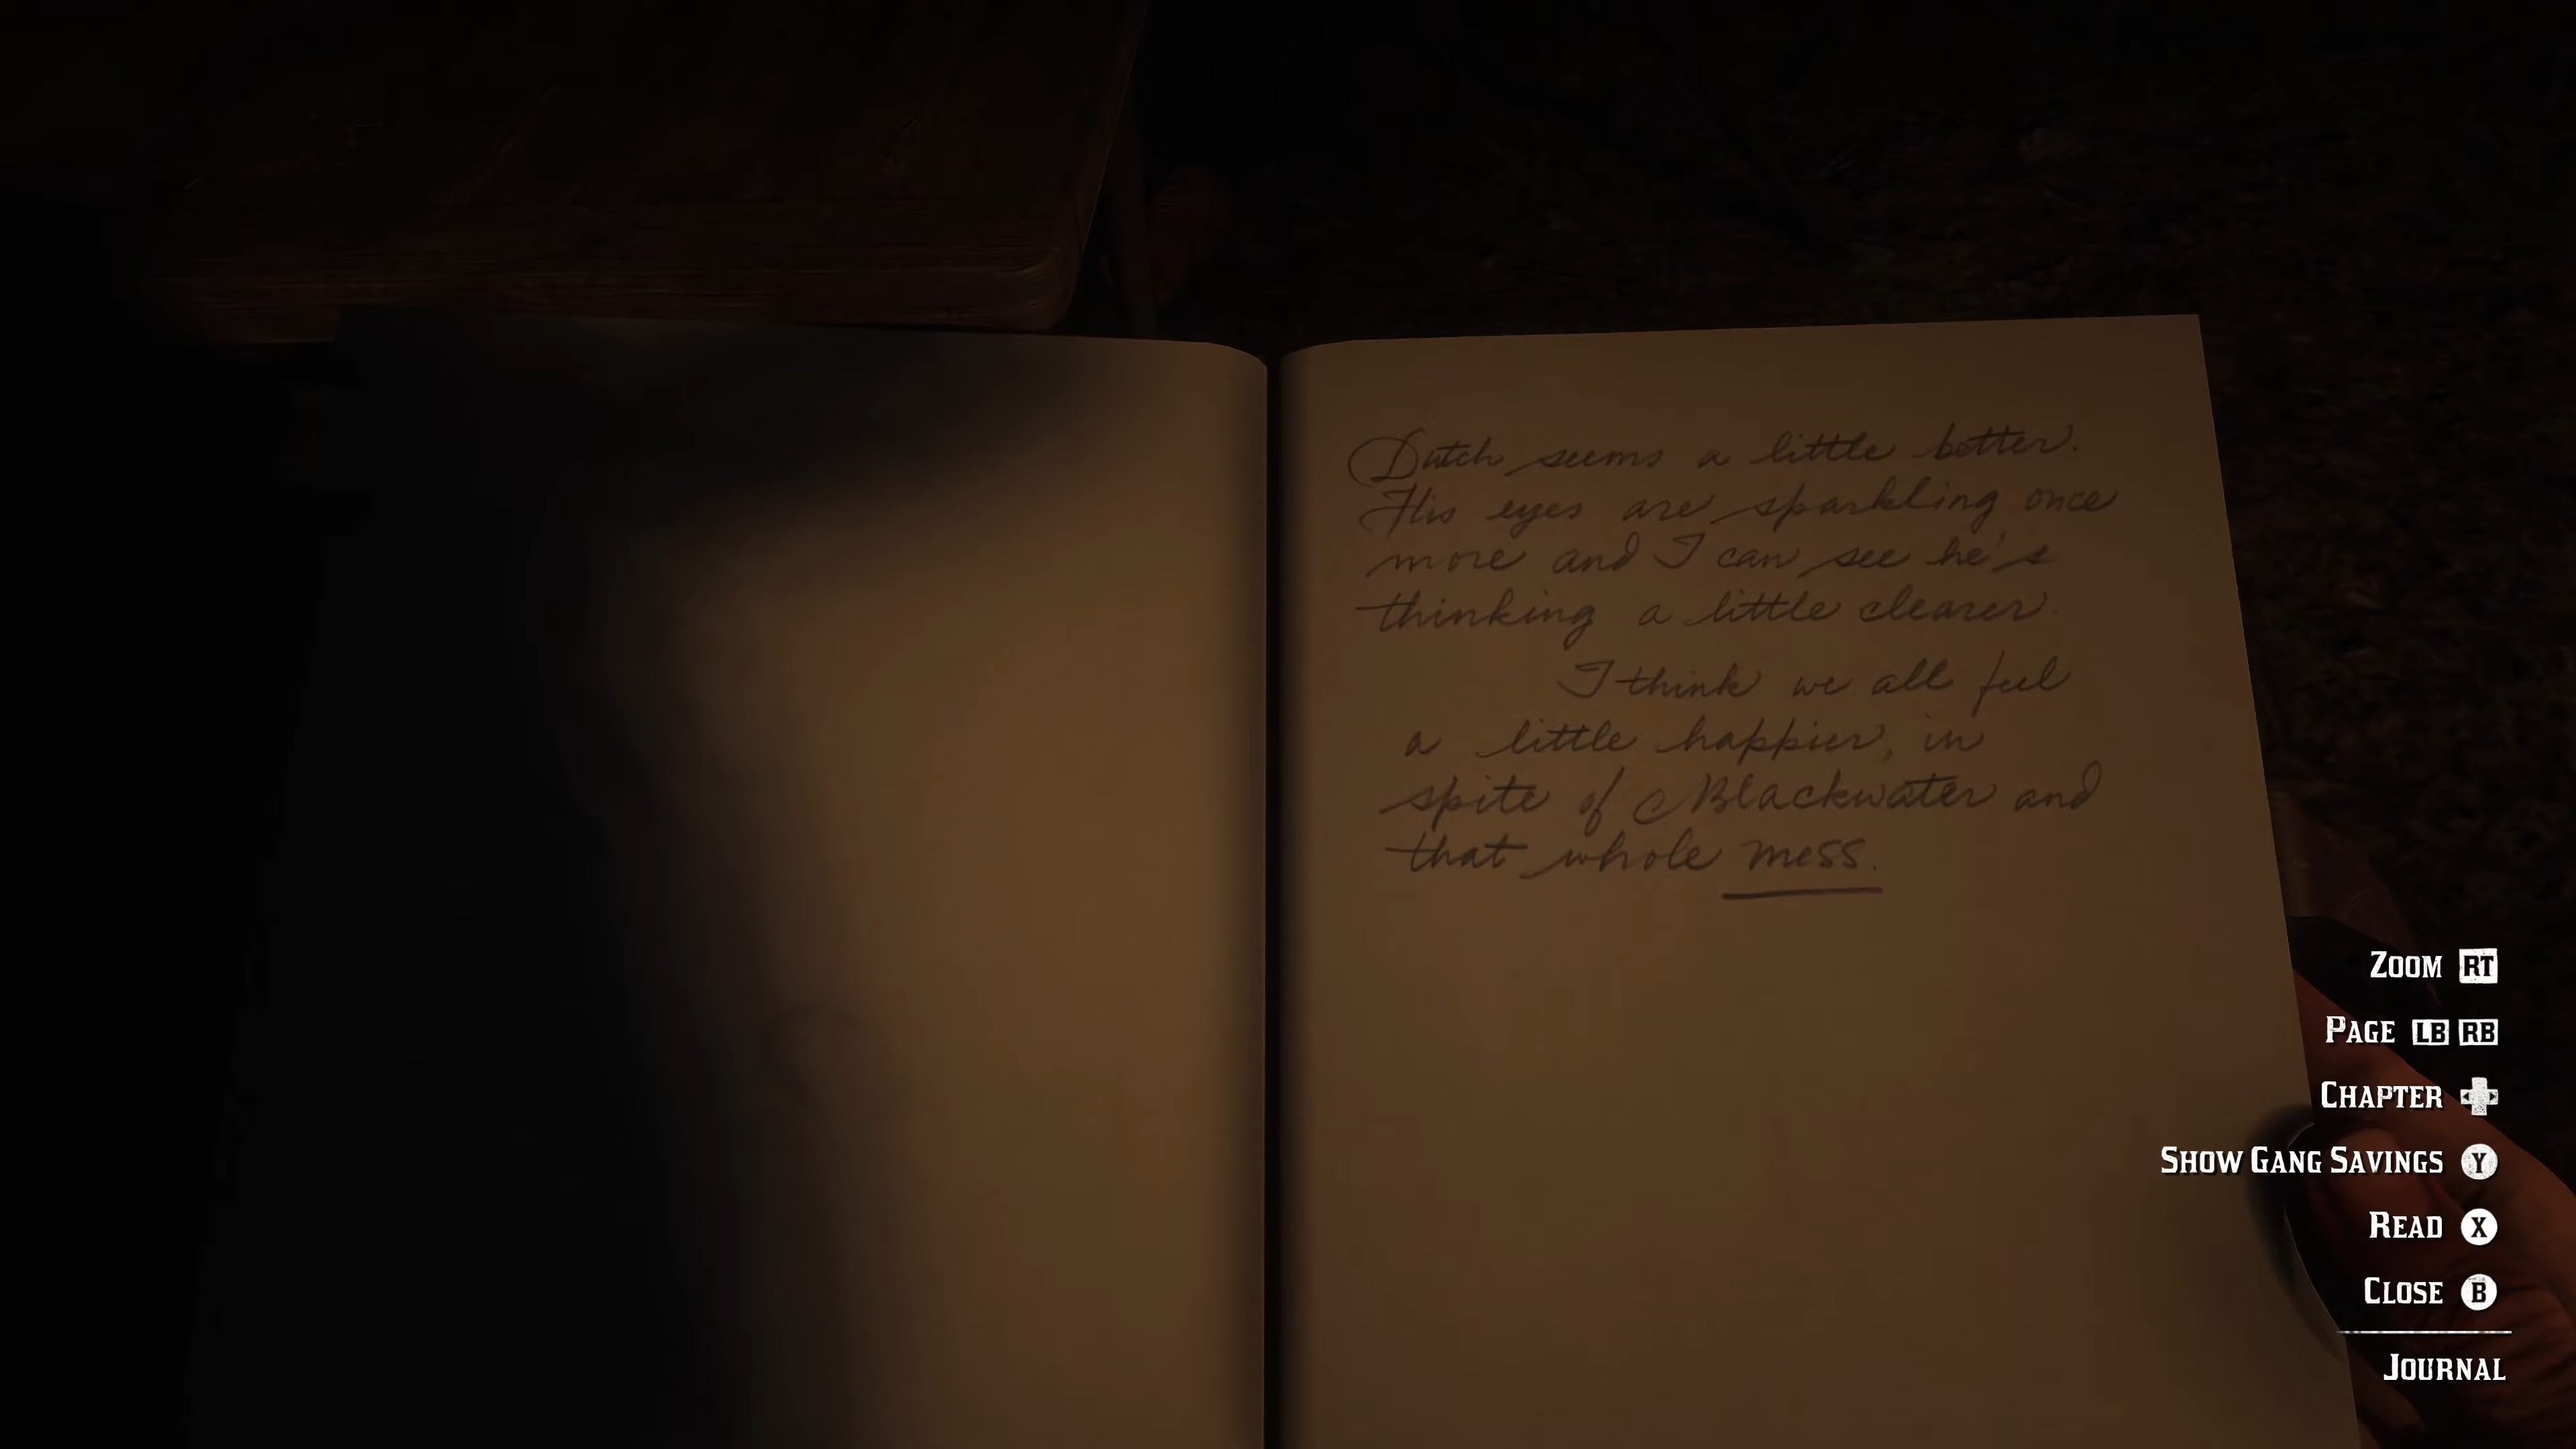 Dutch seems a little better.
His eyes are sparkling once
more and I can see he's
thinking a little clearer.
I think we all feel
a little happier, in
spite of Blackwater and
that whole mess.
ZOOM RT
PAGE LB RB
CHAPTER
SHOW GANG SAVINGS Y
READ X
CLOSE B
JOURNAL